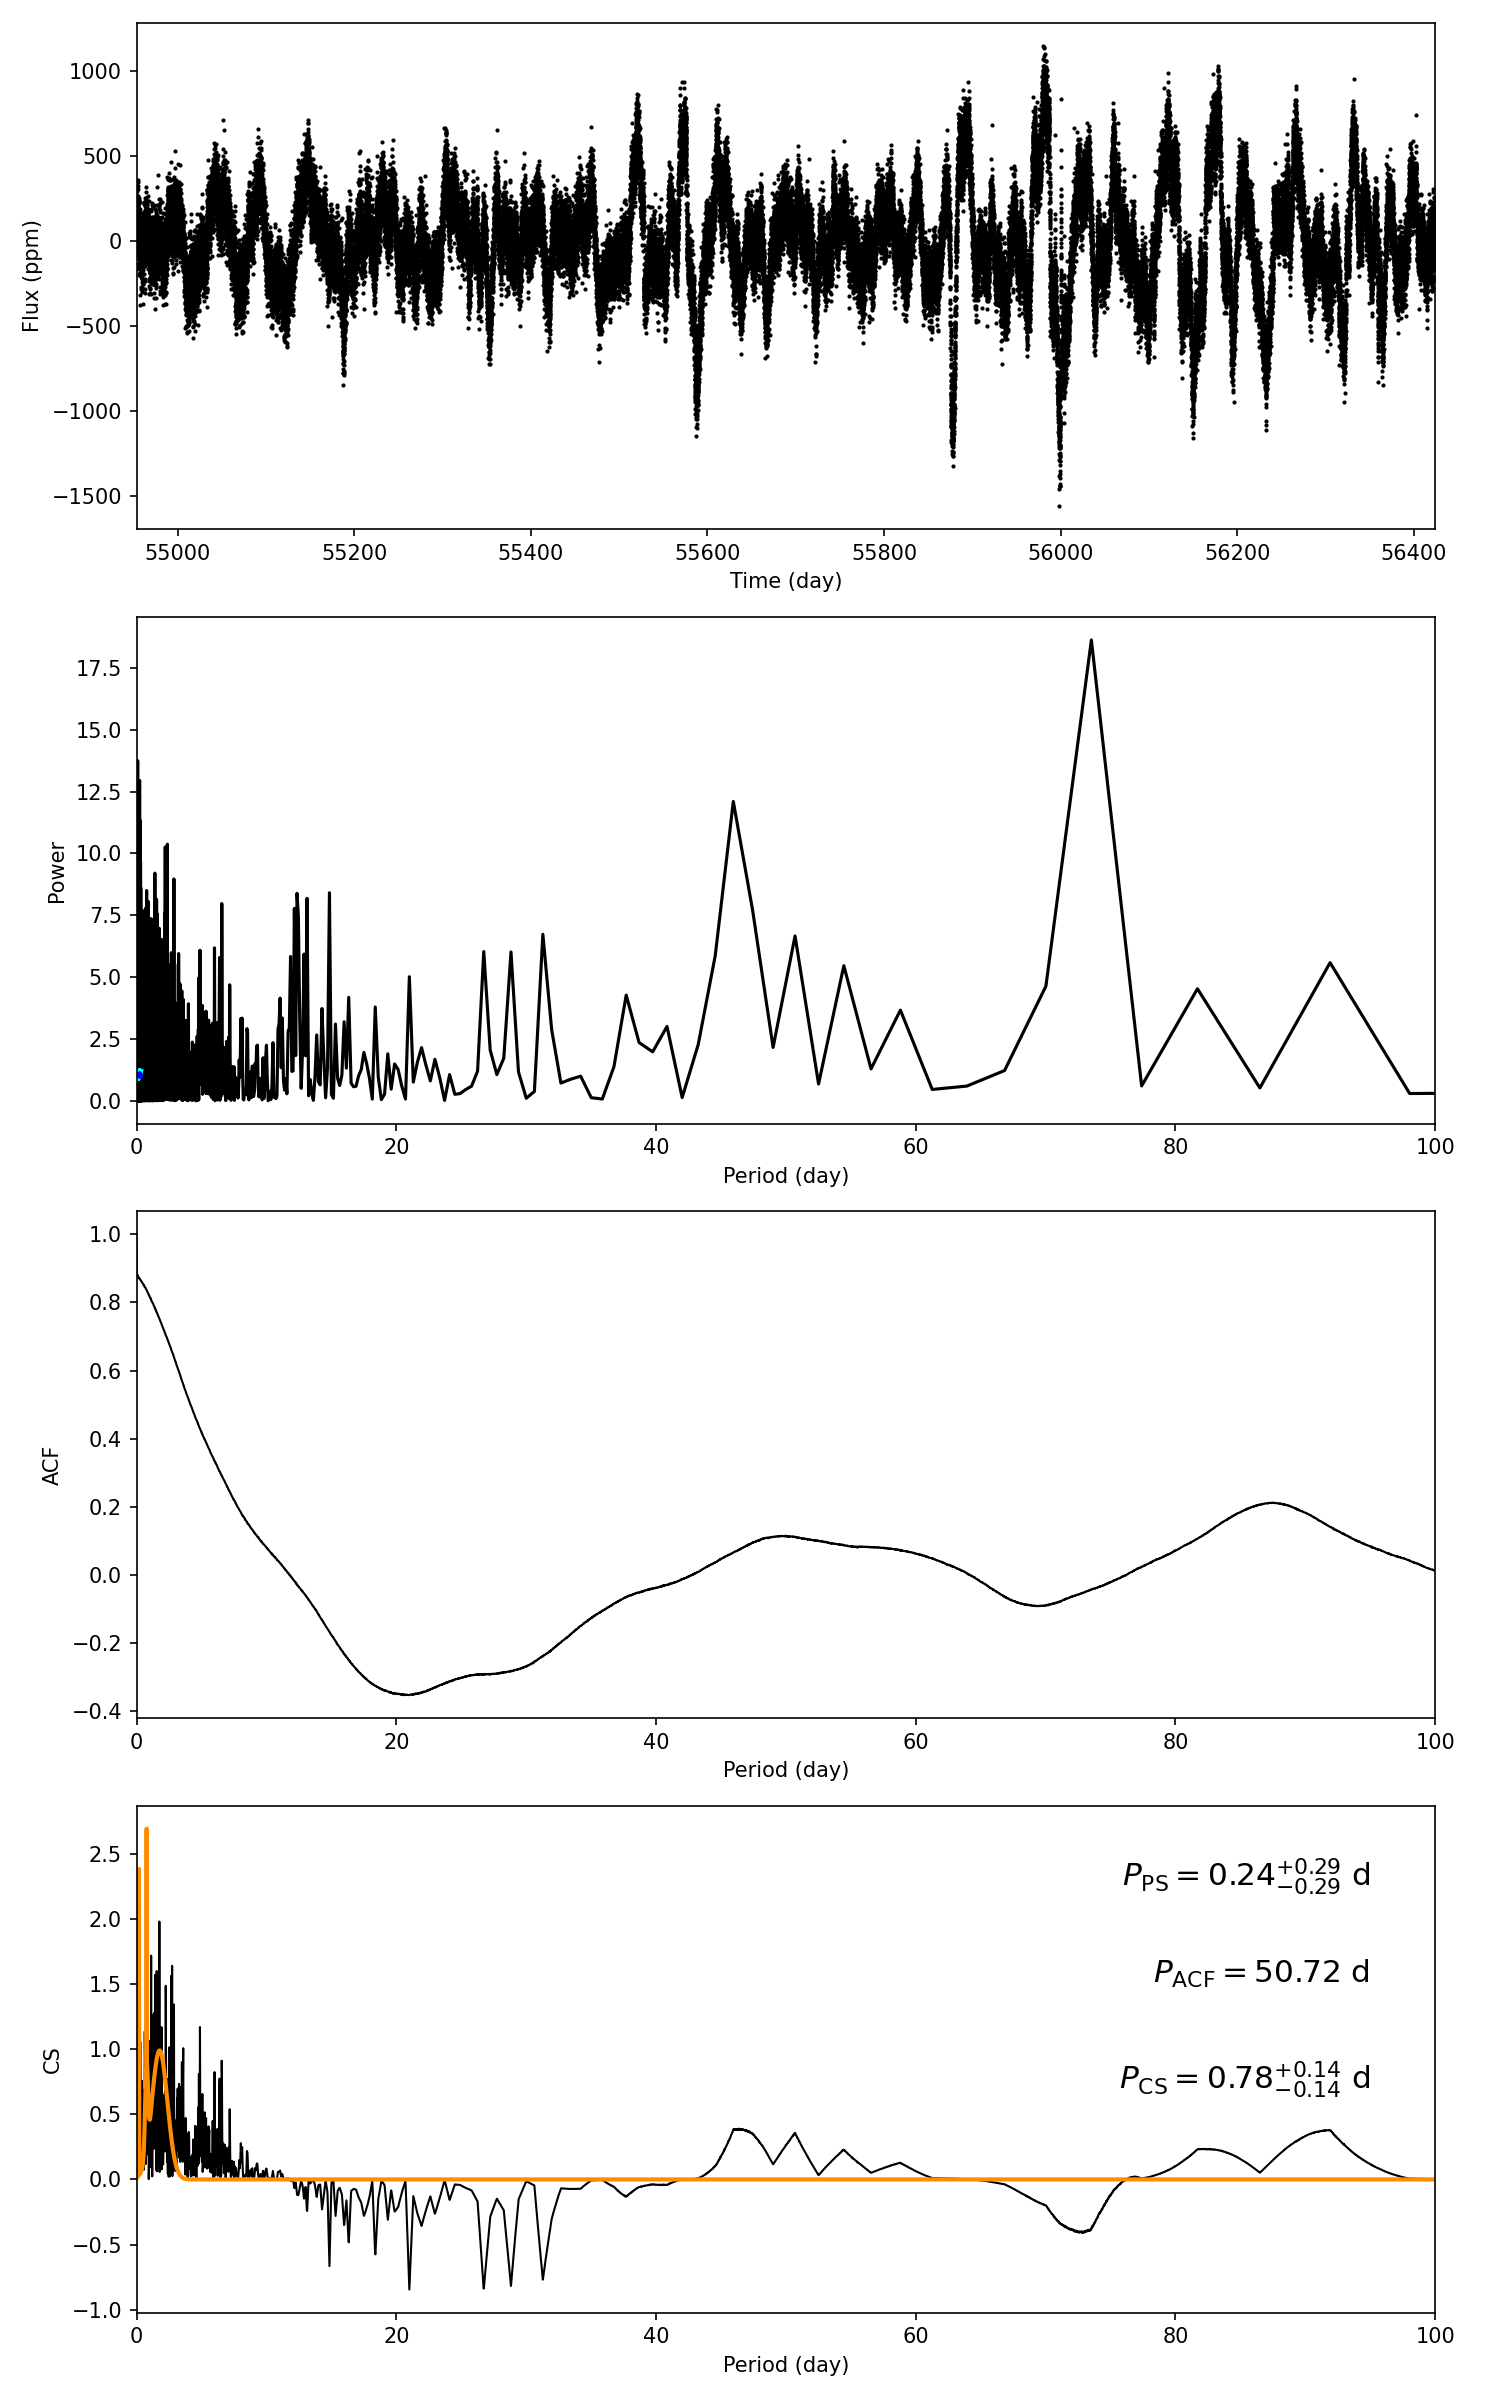 1000
500
0
−500
−1000
−1500
Flux (ppm)
55000 55200 55400 55600 55800 56000 56200 56400
Time (day)
17.5
15.0
12.5
10.0
7.5
5.0
2.5
0.0
Power
0 20 40 60 80 100
Period (day)
1.0
0.8
0.6
0.4
0.2
0.0
−0.2
−0.4
ACF
0 20 40 60 80 100
Period (day)
2.5
2.0
1.5
1.0
0.5
0.0
−0.5
−1.0
CS
P_PS = 0.24 +0.29 −0.29 d
P_ACF = 50.72 d
P_CS = 0.78 +0.14 −0.14 d
0 20 40 60 80 100
Period (day)